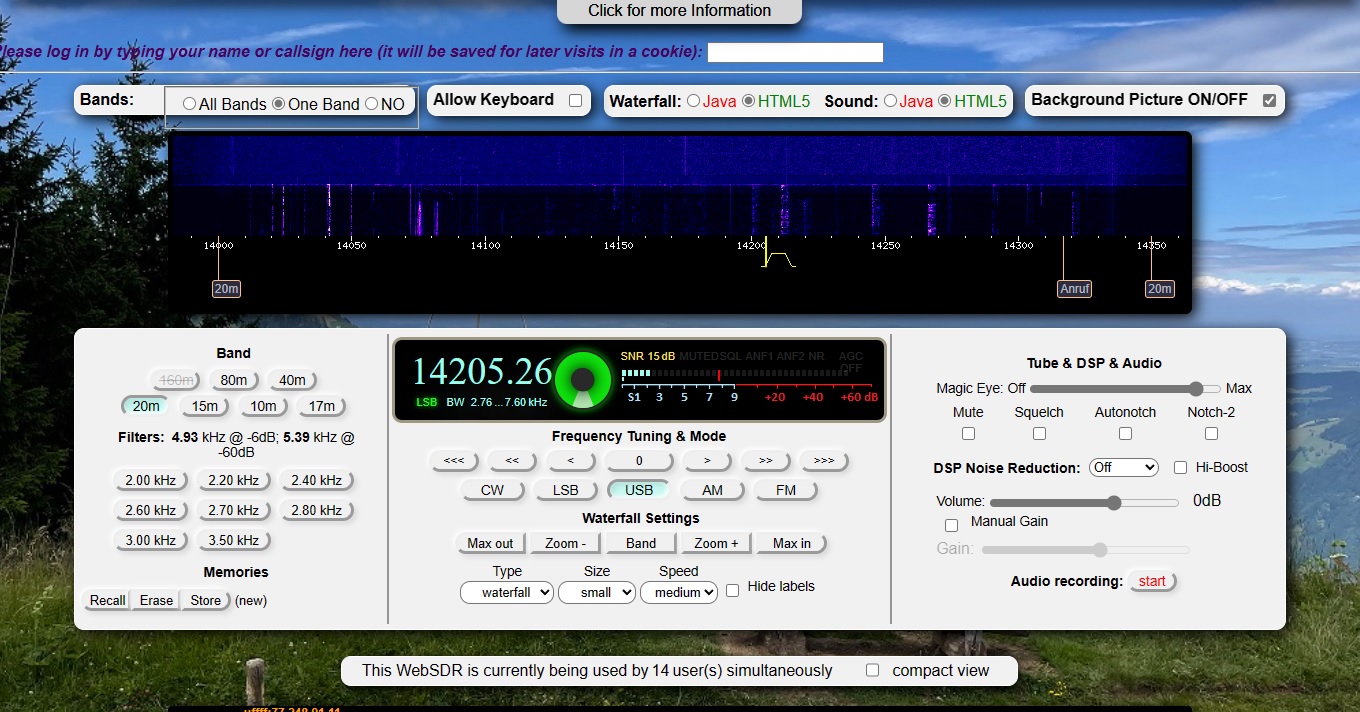 Click for more Information
lease log in by typing your name or callsign here (it will be saved for later visits in a cookie):
Bands: All Bands One Band NO Allow Keyboard Waterfall: Java HTML5 Sound: Java HTML5 Background Picture ON/OFF
14000 14050 14100 14150 14200 14250 14300 14350
20m Anruf 20m
Band
160m 80m 40m
20m 15m 10m 17m
Filters: 4.93 kHz @ -6dB; 5.39 kHz @
-60dB
2.00 kHz 2.20 kHz 2.40 kHz
2.60 kHz 2.70 kHz 2.80 kHz
3.00 kHz 3.50 kHz
Memories
Recall Erase Store (new)
14205.26
LSB BW 2.76 ... 7.60 kHz
SNR 15 dB MUTED SQL ANF1 ANF2 NR AGC
OFF
S1 3 5 7 9 +20 +40 +60 dB
Frequency Tuning & Mode
<<< << < 0 > >> >>>
CW LSB USB AM FM
Waterfall Settings
Max out Zoom - Band Zoom + Max in
Type Size Speed
waterfall small medium Hide labels
Tube & DSP & Audio
Magic Eye: Off Max
Mute Squelch Autonotch Notch-2
DSP Noise Reduction: Off Hi-Boost
Volume: 0dB
Manual Gain
Gain:
Audio recording: start
This WebSDR is currently being used by 14 user(s) simultaneously compact view